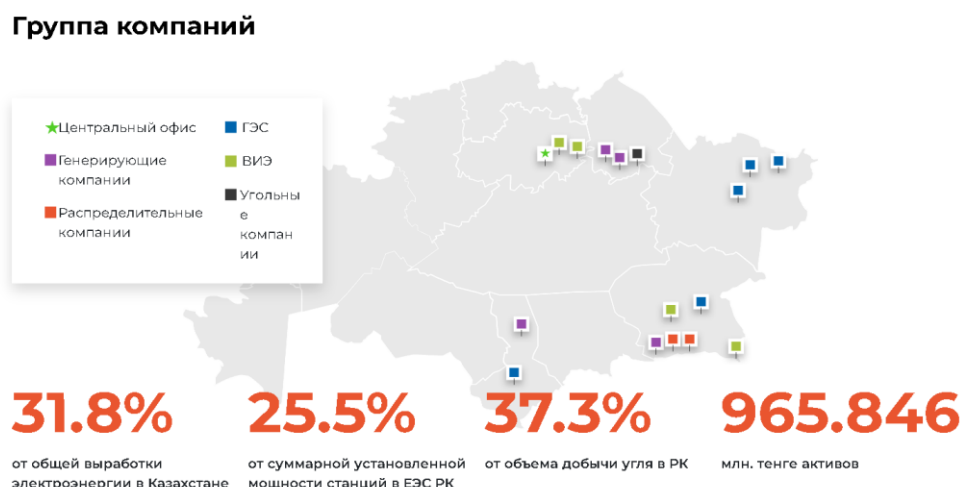 Группа компаний
Центральный офис
Генерирующие
компании
Распределительные
компании
ГЭС
ВИЭ
Угольны
е
компан
ии
31.8%
от общей выработки
электроэнергии в Казахстане
25.5%
от суммарной установленной
мощности станций в ЕЭС РК
37.3%
от объема добычи угля в РК
965.846
млн. тенге активов